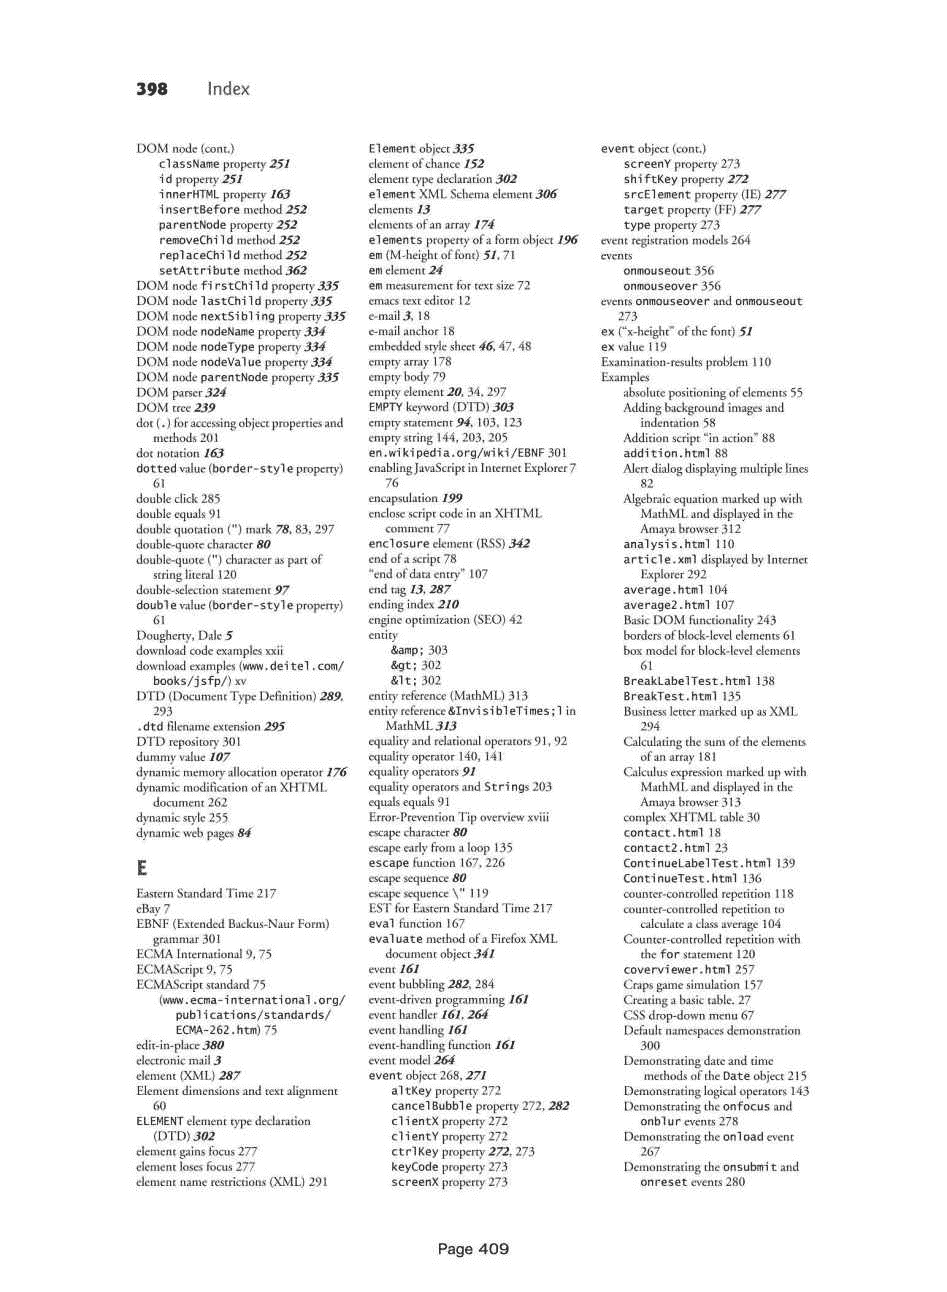 398 Index
DOM node (cont.)
className property 251
id property 251
innerHTML property 163
insertBefore method 252
parentNode property 252
removeChild method 252
replaceChild method 252
setAttribute method 362
DOM node firstChild property 335
DOM node lastChild property 335
DOM node nextSibling property 335
DOM node nodeName property 334
DOM node nodeType property 334
DOM node nodeValue property 334
DOM node parentNode property 335
DOM parser 324
DOM tree 239
dot (.) for accessing object properties and
methods 201
dot notation 163
dotted value (border-style property)
61
double click 285
double equals 91
double quotation (") mark 78, 83, 297
double-quote character 80
double-quote (") character as part of
string literal 120
double-selection statement 97
double value (border-style property)
61
Dougherty, Dale 5
download code examples xxii
download examples (www.deitel.com/
books/jsfp/) xv
DTD (Document Type Definition) 289,
293
.dtd filename extension 295
DTD repository 301
dummy value 107
dynamic memory allocation operator 176
dynamic modification of an XHTML
document 262
dynamic style 255
dynamic web pages 84
E
Eastern Standard Time 217
eBay 7
EBNF (Extended Backus-Naur Form)
grammar 301
ECMA International 9, 75
ECMAScript 9, 75
ECMAScript standard 75
(www.ecma-international.org/
publications/standards/
ECMA-262.htm) 75
edit-in-place 380
electronic mail 3
element (XML) 287
Element dimensions and text alignment
60
ELEMENT element type declaration
(DTD) 302
element gains focus 277
element loses focus 277
element name restrictions (XML) 291
Element object 335
element of chance 152
element type declaration 302
element XML Schema element 306
elements 13
elements of an array 174
elements property of a form object 196
em (M-height of font) 51, 71
em element 24
em measurement for text size 72
emacs text editor 12
e-mail 3, 18
e-mail anchor 18
embedded style sheet 46, 47, 48
empty array 178
empty body 79
empty element 20, 34, 297
EMPTY keyword (DTD) 303
empty statement 94, 103, 123
empty string 144, 203, 205
en.wikipedia.org/wiki/EBNF 301
enabling JavaScript in Internet Explorer 7
76
encapsulation 199
enclose script code in an XHTML
comment 77
enclosure element (RSS) 342
end of a script 78
“end of data entry” 107
end tag 13, 287
ending index 210
engine optimization (SEO) 42
entity
&amp; 303
&gt; 302
&lt; 302
entity reference (MathML) 313
entity reference &InvisibleTimes;l in
MathML 313
equality and relational operators 91, 92
equality operator 140, 141
equality operators 91
equality operators and Strings 203
equals equals 91
Error-Prevention Tip overview xviii
escape character 80
escape early from a loop 135
escape function 167, 226
escape sequence 80
escape sequence \" 119
EST for Eastern Standard Time 217
eval function 167
evaluate method of a Firefox XML
document object 341
event 161
event bubbling 282, 284
event-driven programming 161
event handler 161, 264
event handling 161
event-handling function 161
event model 264
event object 268, 271
altKey property 272
cancelBubble property 272, 282
clientX property 272
clientY property 272
ctrlKey property 272, 273
keyCode property 273
screenX property 273
event object (cont.)
screenY property 273
shiftKey property 272
srcElement property (IE) 277
target property (FF) 277
type property 273
event registration models 264
events
onmouseout 356
onmouseover 356
events onmouseover and onmouseout
273
ex (“x-height” of the font) 51
ex value 119
Examination-results problem 110
Examples
absolute positioning of elements 55
Adding background images and
indentation 58
Addition script “in action” 88
addition.html 88
Alert dialog displaying multiple lines
82
Algebraic equation marked up with
MathML and displayed in the
Amaya browser 312
analysis.html 110
article.xml displayed by Internet
Explorer 292
average.html 104
average2.html 107
Basic DOM functionality 243
borders of block-level elements 61
box model for block-level elements
61
BreakLabelTest.html 138
BreakTest.html 135
Business letter marked up as XML
294
Calculating the sum of the elements
of an array 181
Calculus expression marked up with
MathML and displayed in the
Amaya browser 313
complex XHTML table 30
contact.html 18
contact2.html 23
ContinueLabelTest.html 139
ContinueTest.html 136
counter-controlled repetition 118
counter-controlled repetition to
calculate a class average 104
Counter-controlled repetition with
the for statement 120
coverviewer.html 257
Craps game simulation 157
Creating a basic table. 27
CSS drop-down menu 67
Default namespaces demonstration
300
Demonstrating date and time
methods of the Date object 215
Demonstrating logical operators 143
Demonstrating the onfocus and
onblur events 278
Demonstrating the onload event
267
Demonstrating the onsubmit and
onreset events 280
Page 409